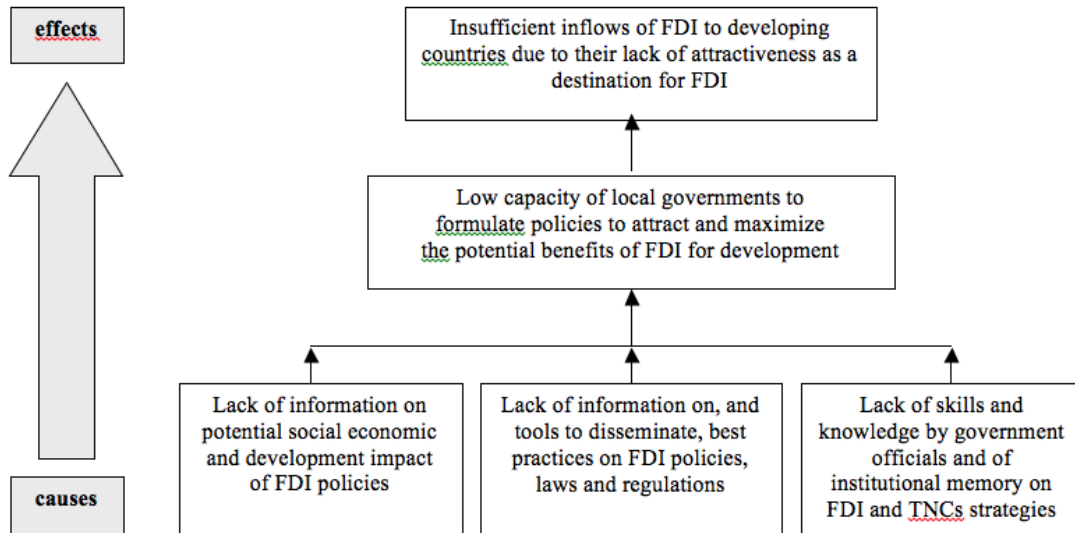 effects
Insufficient inflows of FDI to developing
countries due to their lack of attractiveness as a
destination for FDI
Low capacity of local governments to
formulate policies to attract and maximize
the potential benefits of FDI for development
Lack of information on
potential social economic
and development impact
of FDI policies
Lack of information on, and
tools to disseminate, best
practices on FDI policies,
laws and regulations
Lack of skills and
knowledge by government
officials and of
institutional memory on
FDI and TNCs strategies
causes